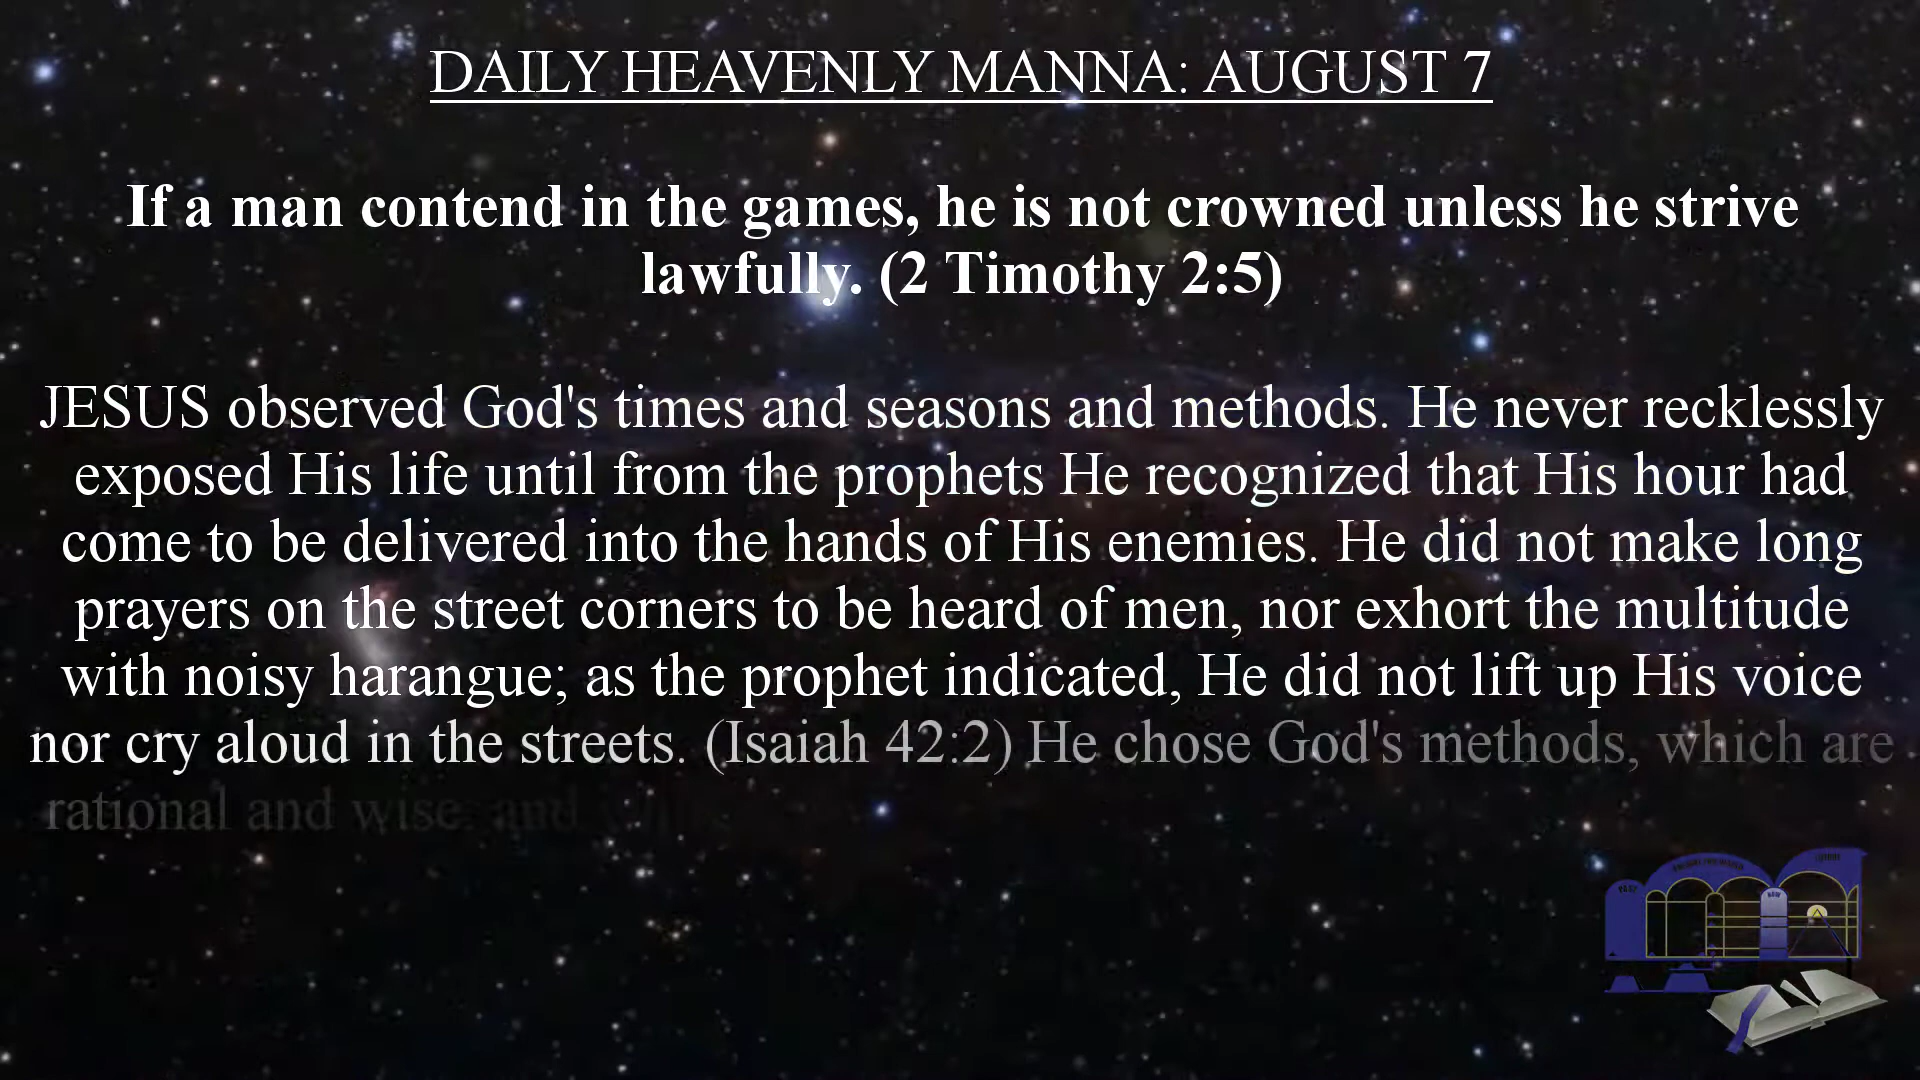 DAILY HEAVENLY MANNA: AUGUST 7
If a man contend in the games, he is not crowned unless he strive
lawfully. (2 Timothy 2:5)
JESUS observed God's times and seasons and methods. He never recklessly
exposed His life until from the prophets He recognized that His hour had
come to be delivered into the hands of His enemies. He did not make long
prayers on the street corners to be heard of men, nor exhort the multitude
with noisy harangue; as the prophet indicated, He did not lift up His voice
nor cry aloud in the streets. (Isaiah 42:2) He chose God's methods, which are
rational and wise, and